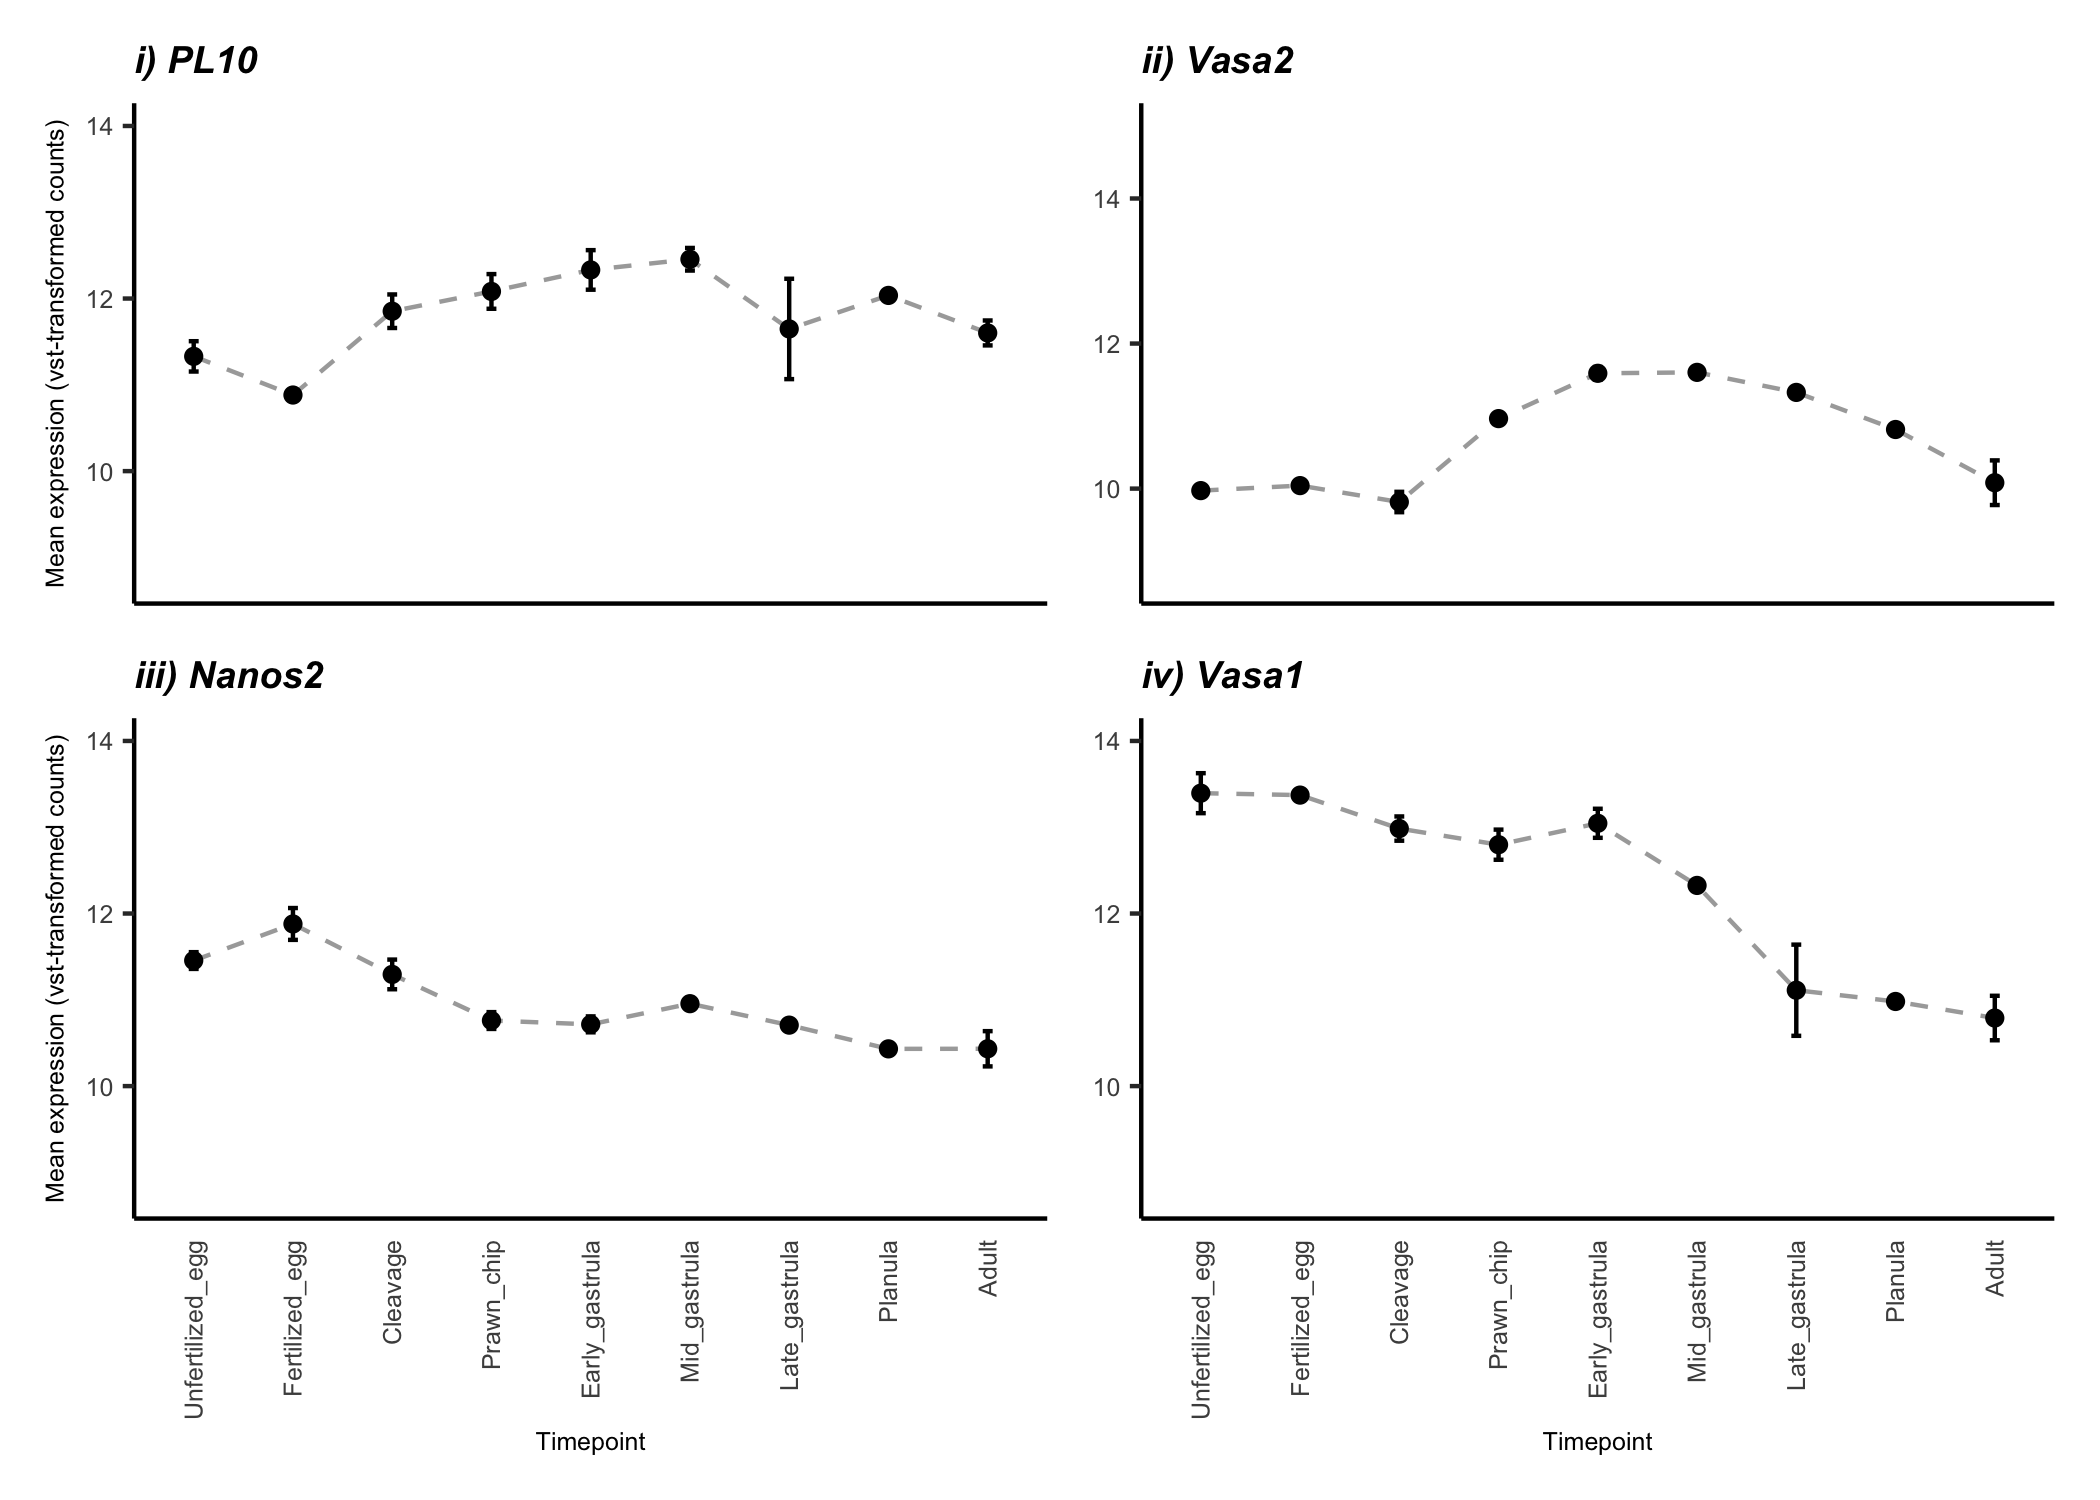 i) PL10
Mean expression (vst-transformed counts)
14
12
10
ii) Vasa2
14
12
10
iii) Nanos2
Mean expression (vst-transformed counts)
14
12
10
Unfertilized_egg
Fertilized_egg
Cleavage
Prawn_chip
Early_gastrula
Mid_gastrula
Late_gastrula
Planula
Adult
Timepoint
iv) Vasa1
14
12
10
Unfertilized_egg
Fertilized_egg
Cleavage
Prawn_chip
Early_gastrula
Mid_gastrula
Late_gastrula
Planula
Adult
Timepoint